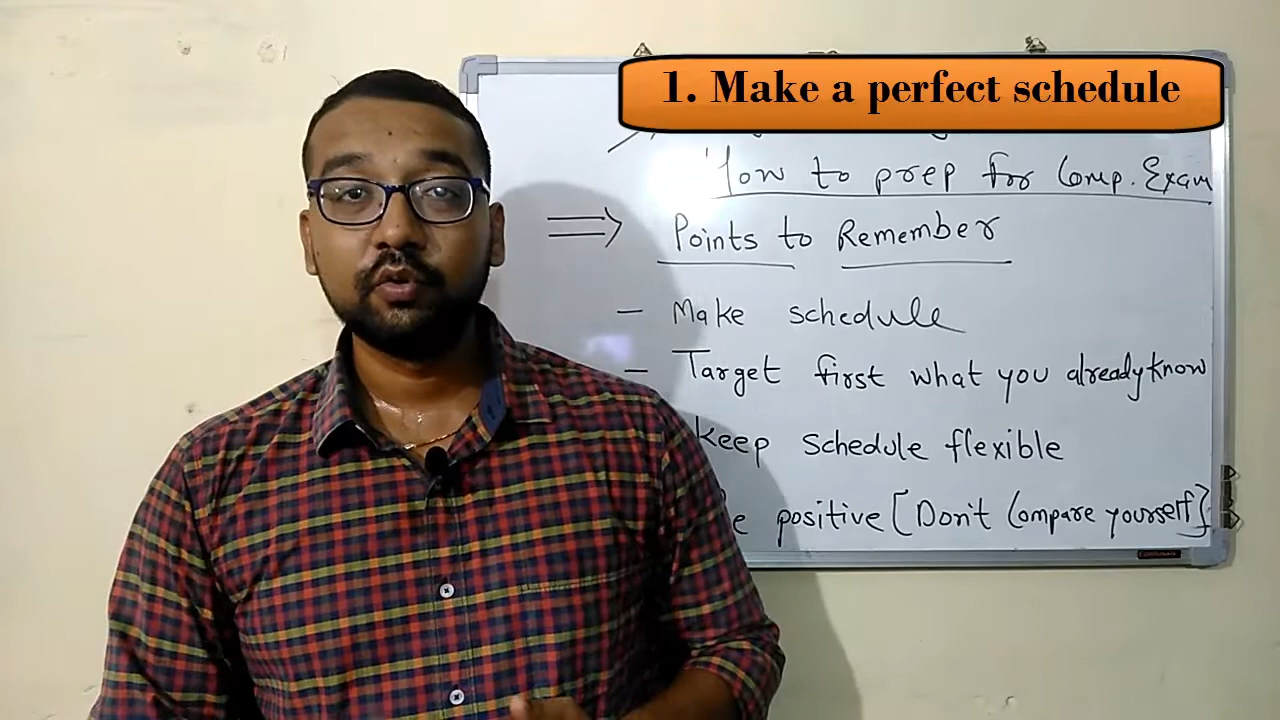 1. Make a perfect schedule
How to prep for Comp. Exam
Points to Remember
– Make schedule
– Target first what you already know
Keep schedule flexible
positive [Don't Compare yourself]